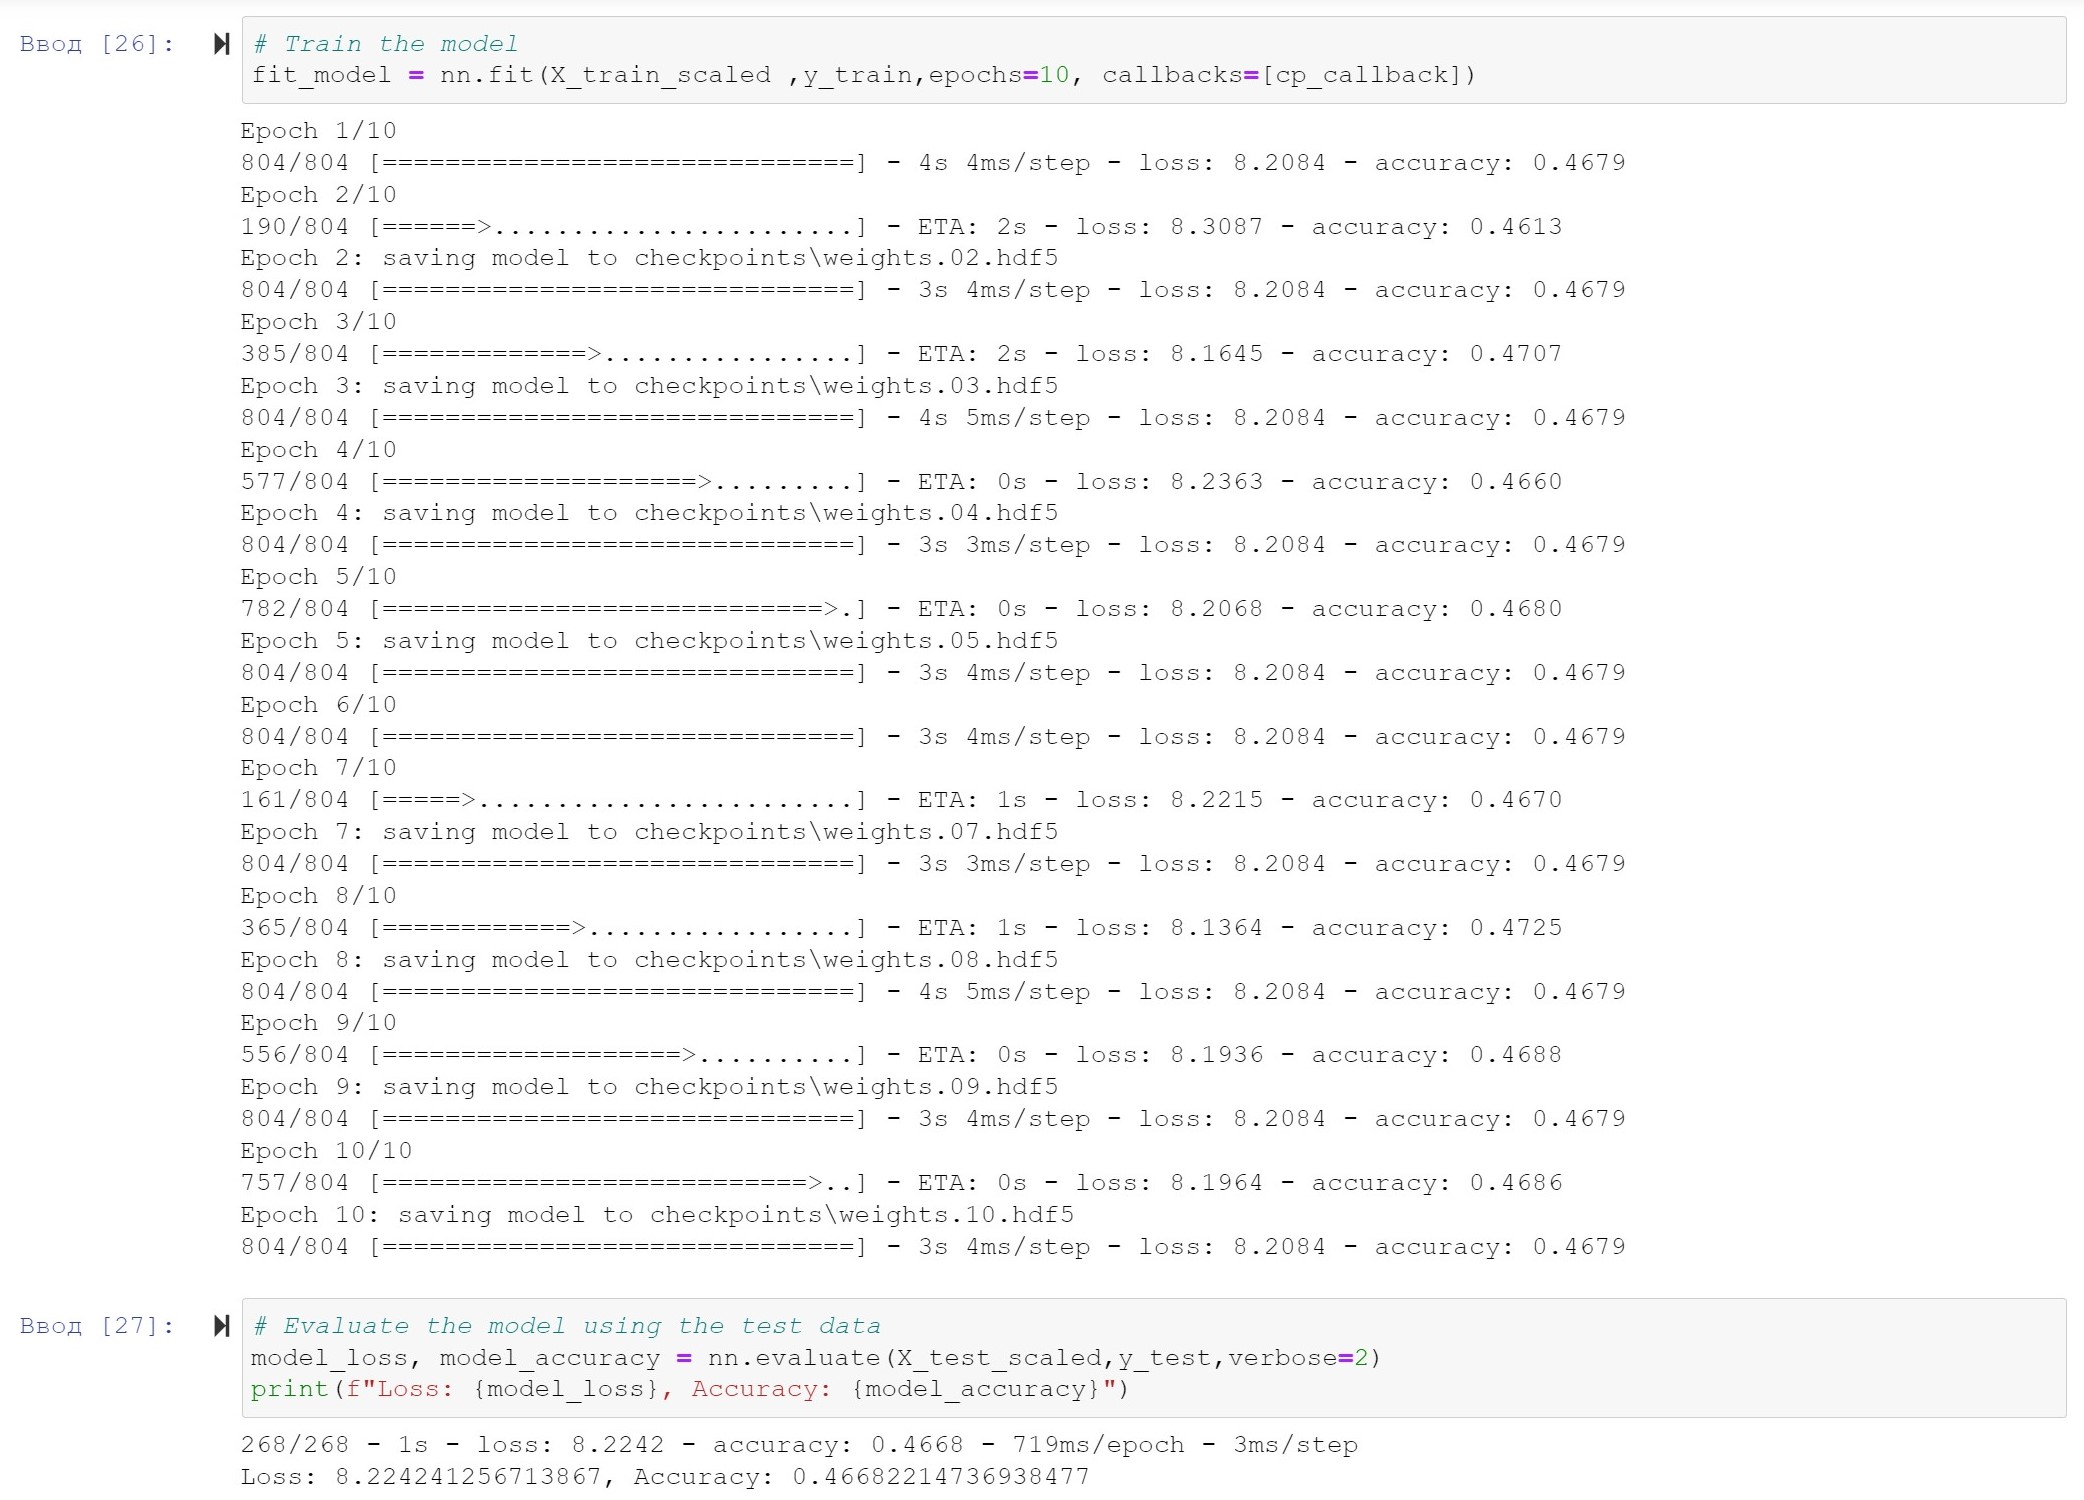 Ввод [26]:
# Train the model
fit_model = nn.fit(X_train_scaled ,y_train,epochs=10, callbacks=[cp_callback])
Epoch 1/10
804/804 [==============================] - 4s 4ms/step - loss: 8.2084 - accuracy: 0.4679
Epoch 2/10
190/804 [======>.......................] - ETA: 2s - loss: 8.3087 - accuracy: 0.4613
Epoch 2: saving model to checkpoints\weights.02.hdf5
804/804 [==============================] - 3s 4ms/step - loss: 8.2084 - accuracy: 0.4679
Epoch 3/10
385/804 [=============>................] - ETA: 2s - loss: 8.1645 - accuracy: 0.4707
Epoch 3: saving model to checkpoints\weights.03.hdf5
804/804 [==============================] - 4s 5ms/step - loss: 8.2084 - accuracy: 0.4679
Epoch 4/10
577/804 [====================>.........] - ETA: 0s - loss: 8.2363 - accuracy: 0.4660
Epoch 4: saving model to checkpoints\weights.04.hdf5
804/804 [==============================] - 3s 3ms/step - loss: 8.2084 - accuracy: 0.4679
Epoch 5/10
782/804 [============================>.] - ETA: 0s - loss: 8.2068 - accuracy: 0.4680
Epoch 5: saving model to checkpoints\weights.05.hdf5
804/804 [==============================] - 3s 4ms/step - loss: 8.2084 - accuracy: 0.4679
Epoch 6/10
804/804 [==============================] - 3s 4ms/step - loss: 8.2084 - accuracy: 0.4679
Epoch 7/10
161/804 [=====>........................] - ETA: 1s - loss: 8.2215 - accuracy: 0.4670
Epoch 7: saving model to checkpoints\weights.07.hdf5
804/804 [==============================] - 3s 3ms/step - loss: 8.2084 - accuracy: 0.4679
Epoch 8/10
365/804 [============>.................] - ETA: 1s - loss: 8.1364 - accuracy: 0.4725
Epoch 8: saving model to checkpoints\weights.08.hdf5
804/804 [==============================] - 4s 5ms/step - loss: 8.2084 - accuracy: 0.4679
Epoch 9/10
556/804 [===================>..........] - ETA: 0s - loss: 8.1936 - accuracy: 0.4688
Epoch 9: saving model to checkpoints\weights.09.hdf5
804/804 [==============================] - 3s 4ms/step - loss: 8.2084 - accuracy: 0.4679
Epoch 10/10
757/804 [===========================>..] - ETA: 0s - loss: 8.1964 - accuracy: 0.4686
Epoch 10: saving model to checkpoints\weights.10.hdf5
804/804 [==============================] - 3s 4ms/step - loss: 8.2084 - accuracy: 0.4679
Ввод [27]:
# Evaluate the model using the test data
model_loss, model_accuracy = nn.evaluate(X_test_scaled,y_test,verbose=2)
print(f"Loss: {model_loss}, Accuracy: {model_accuracy}")
268/268 - 1s - loss: 8.2242 - accuracy: 0.4668 - 719ms/epoch - 3ms/step
Loss: 8.224241256713867, Accuracy: 0.46682214736938477